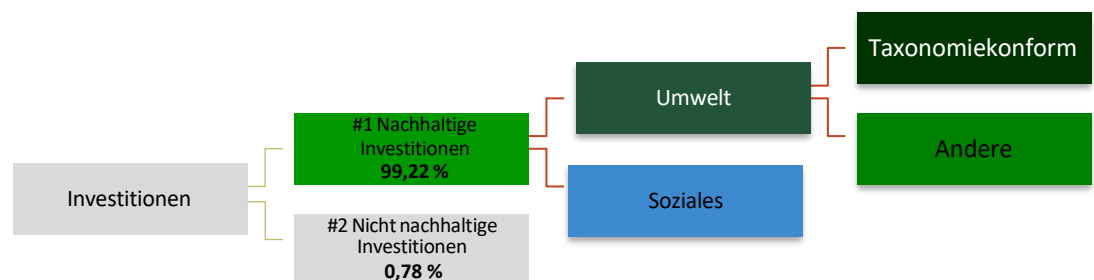 Investitionen
#1 Nachhaltige
Investitionen
99,22 %
#2 Nicht nachhaltige
Investitionen
0,78 %
Umwelt
Soziales
Taxonomiekonform
Andere